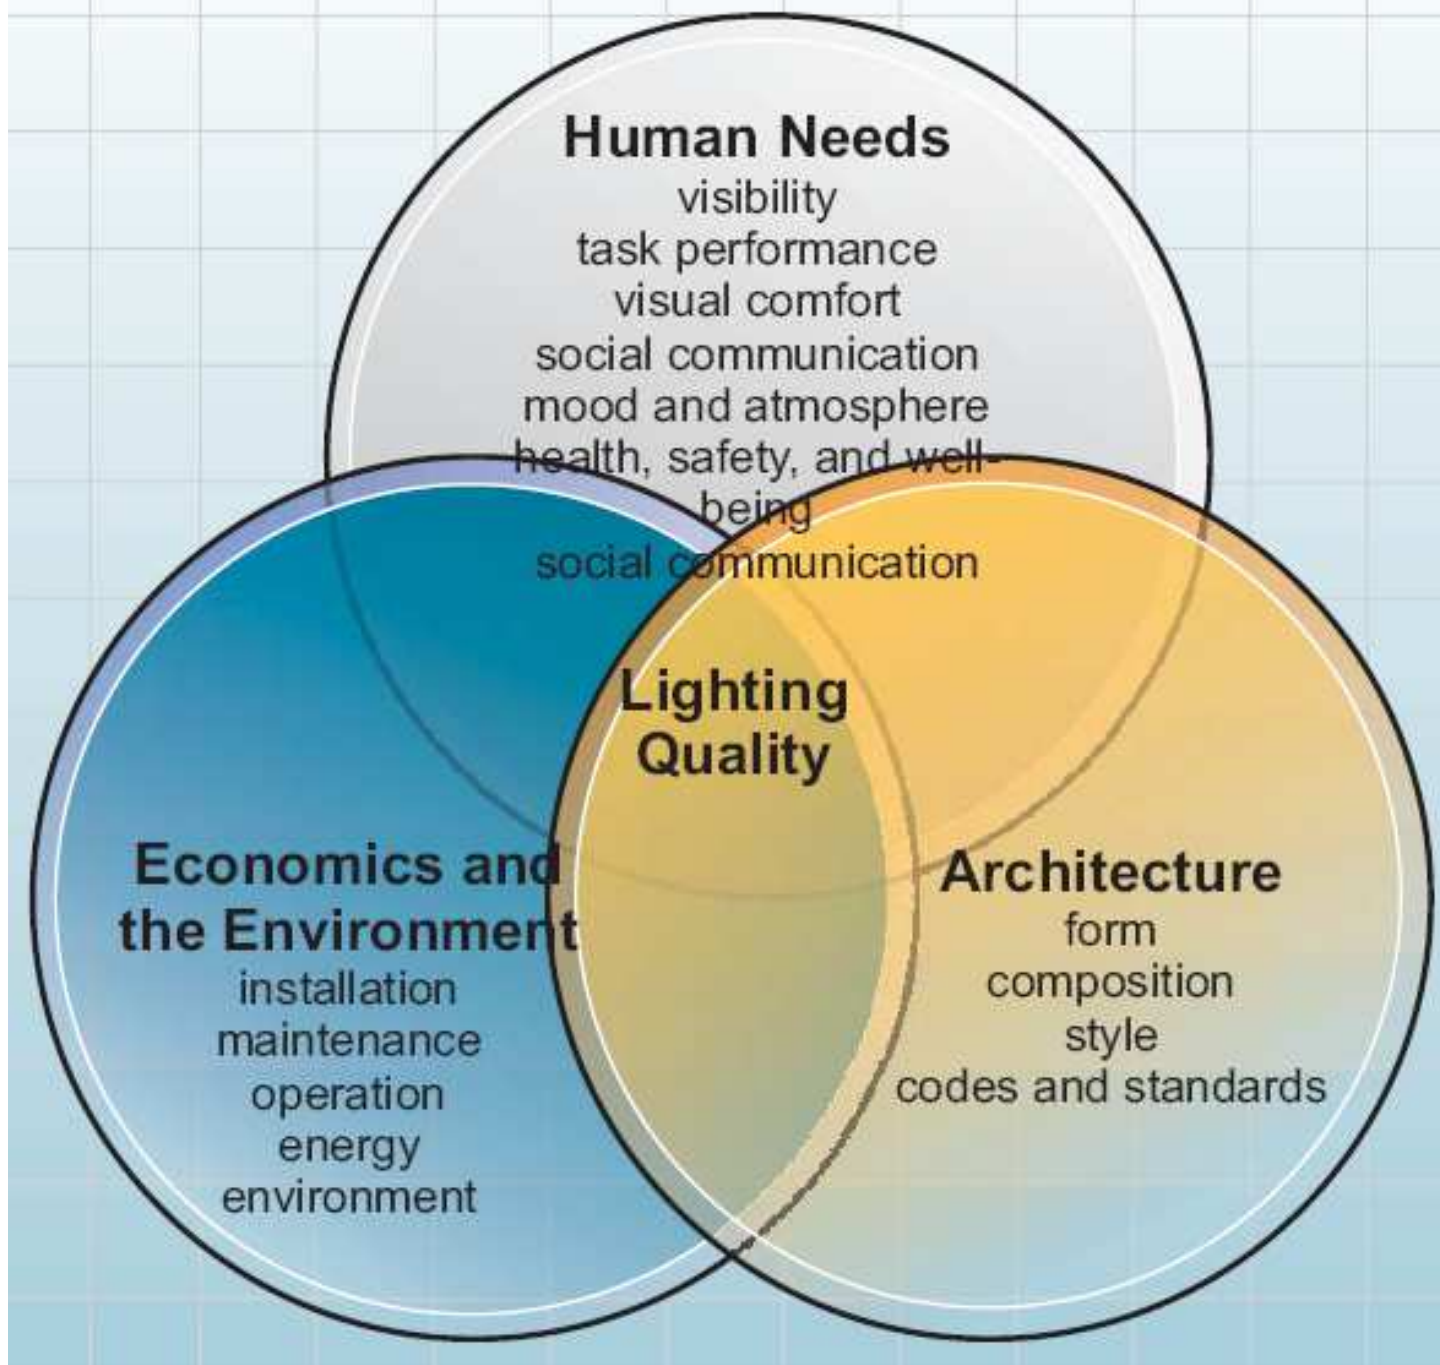 Human Needs
visibility
task performance
visual comfort
social communication
mood and atmosphere
health, safety, and well-
being
social communication
Lighting
Quality
Economics and
the Environment
installation
maintenance
operation
energy
environment
Architecture
form
composition
style
codes and standards